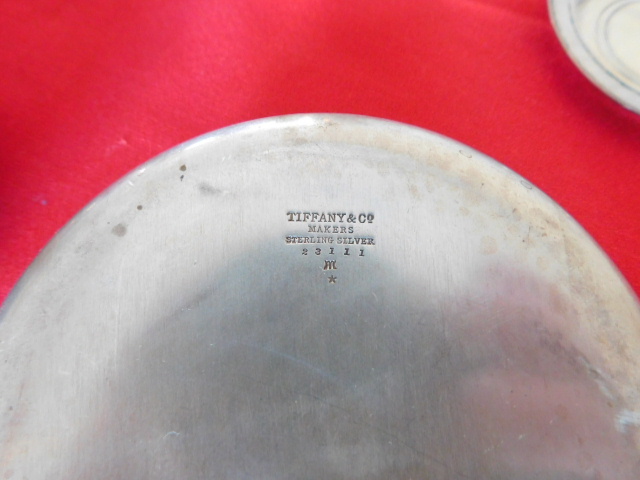 TIFFANY & Co
MAKERS
STERLING SILVER
23111
M